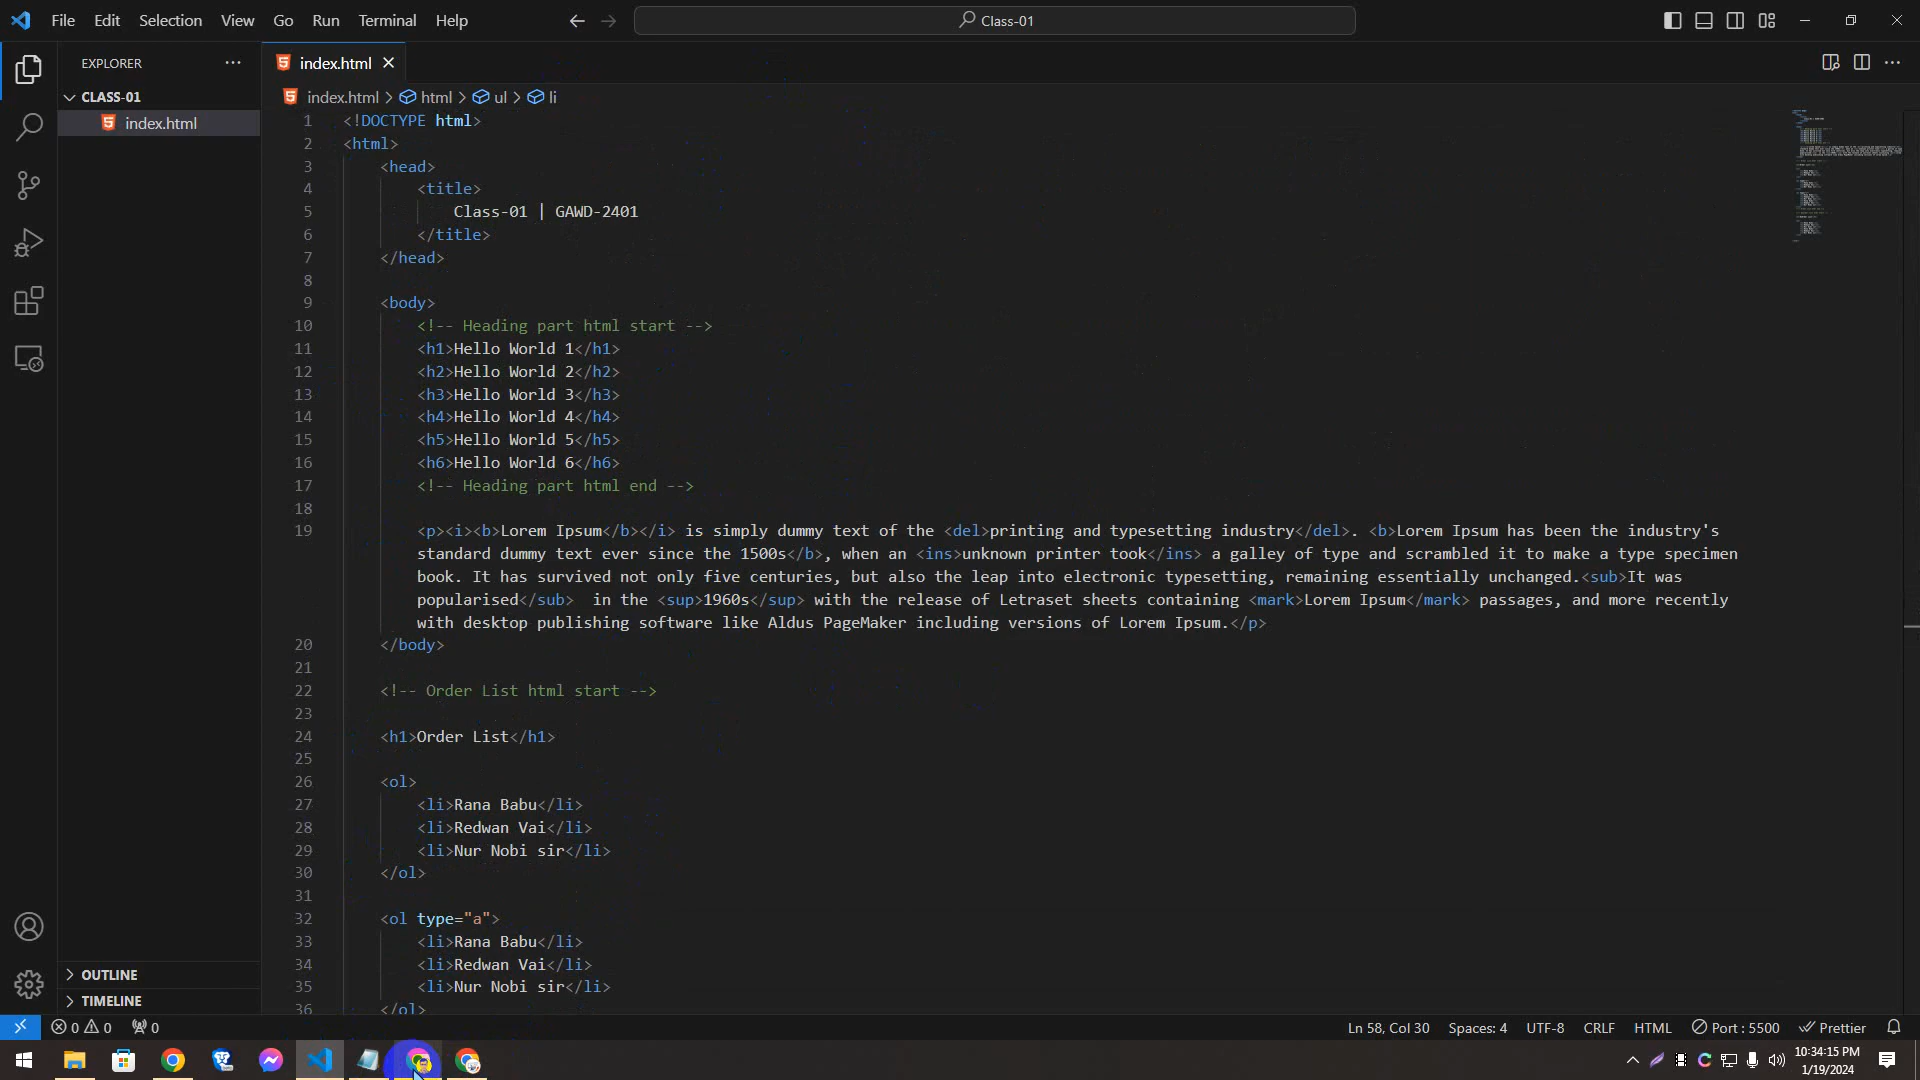 File Edit Selection View Go Run Terminal Help
Class-01
EXPLORER
CLASS-01
index.html
OUTLINE
TIMELINE
index.html
index.html > html > ul > li
1 <!DOCTYPE html>
2 <html>
3 <head>
4 <title>
5 Class-01 | GAWD-2401
6 </title>
7 </head>
8
9 <body>
10 <!-- Heading part html start -->
11 <h1>Hello World 1</h1>
12 <h2>Hello World 2</h2>
13 <h3>Hello World 3</h3>
14 <h4>Hello World 4</h4>
15 <h5>Hello World 5</h5>
16 <h6>Hello World 6</h6>
17 <!-- Heading part html end -->
18
19 <p><i><b>Lorem Ipsum</b></i> is simply dummy text of the <del>printing and typesetting industry</del>. <b>Lorem Ipsum has been the industry's
standard dummy text ever since the 1500s</b>, when an <ins>unknown printer took</ins> a galley of type and scrambled it to make a type specimen
book. It has survived not only five centuries, but also the leap into electronic typesetting, remaining essentially unchanged.<sub>It was
popularised</sub>  in the <sup>1960s</sup> with the release of Letraset sheets containing <mark>Lorem Ipsum</mark> passages, and more recently
with desktop publishing software like Aldus PageMaker including versions of Lorem Ipsum.</p>
20 </body>
21
22 <!-- Order List html start -->
23
24 <h1>Order List</h1>
25
26 <ol>
27 <li>Rana Babu</li>
28 <li>Redwan Vai</li>
29 <li>Nur Nobi sir</li>
30 </ol>
31
32 <ol type="a">
33 <li>Rana Babu</li>
34 <li>Redwan Vai</li>
35 <li>Nur Nobi sir</li>
36 </ol>
0 0 0 Ln 58, Col 30 Spaces: 4 UTF-8 CRLF HTML Port : 5500 Prettier
10:34:15 PM
1/19/2024